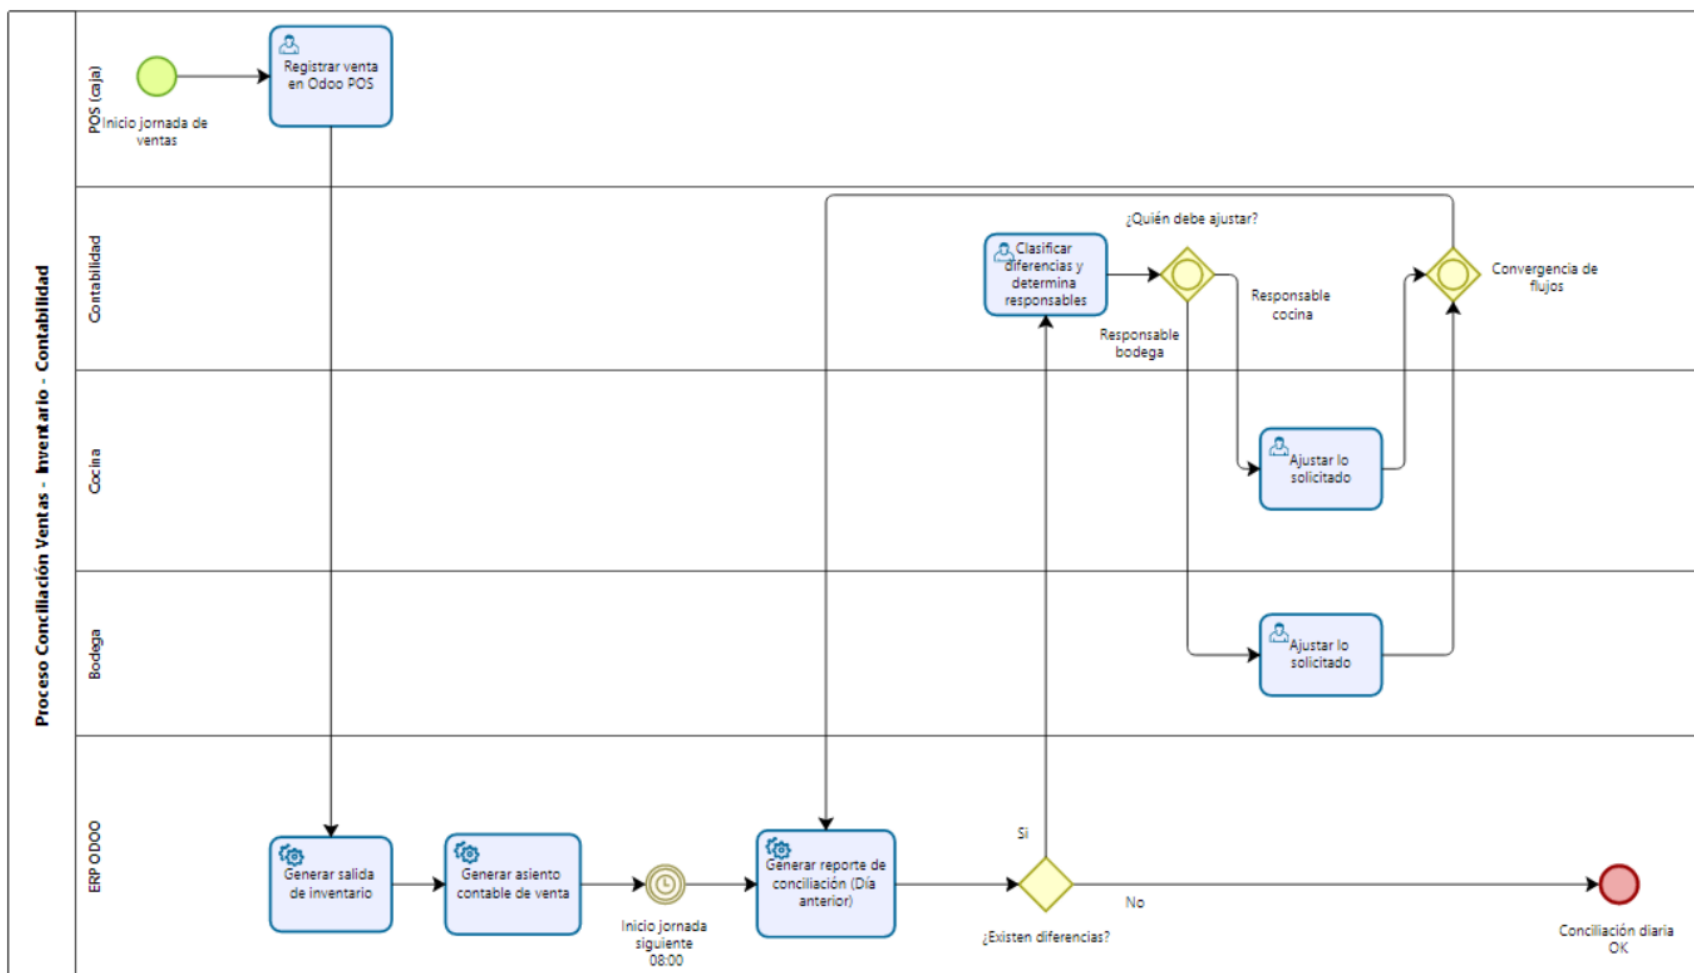 Proceso Conciliación Ventas - Inventario - Contabilidad
POS (caja)
Inicio jornada de
ventas
Registrar venta
en Odoo POS
Contabilidad
Clasificar
diferencias y
determina
responsables
¿Quién debe ajustar?
Responsable
bodega
Responsable
cocina
Convergencia de
flujos
Cocina
Ajustar lo
solicitado
Bodega
Ajustar lo
solicitado
ERP ODOO
Generar salida
de inventario
Generar asiento
contable de venta
Inicio jornada
siguiente
08:00
Generar reporte de
conciliación (Día
anterior)
Si
¿Existen diferencias?
No
Conciliación diaria
OK